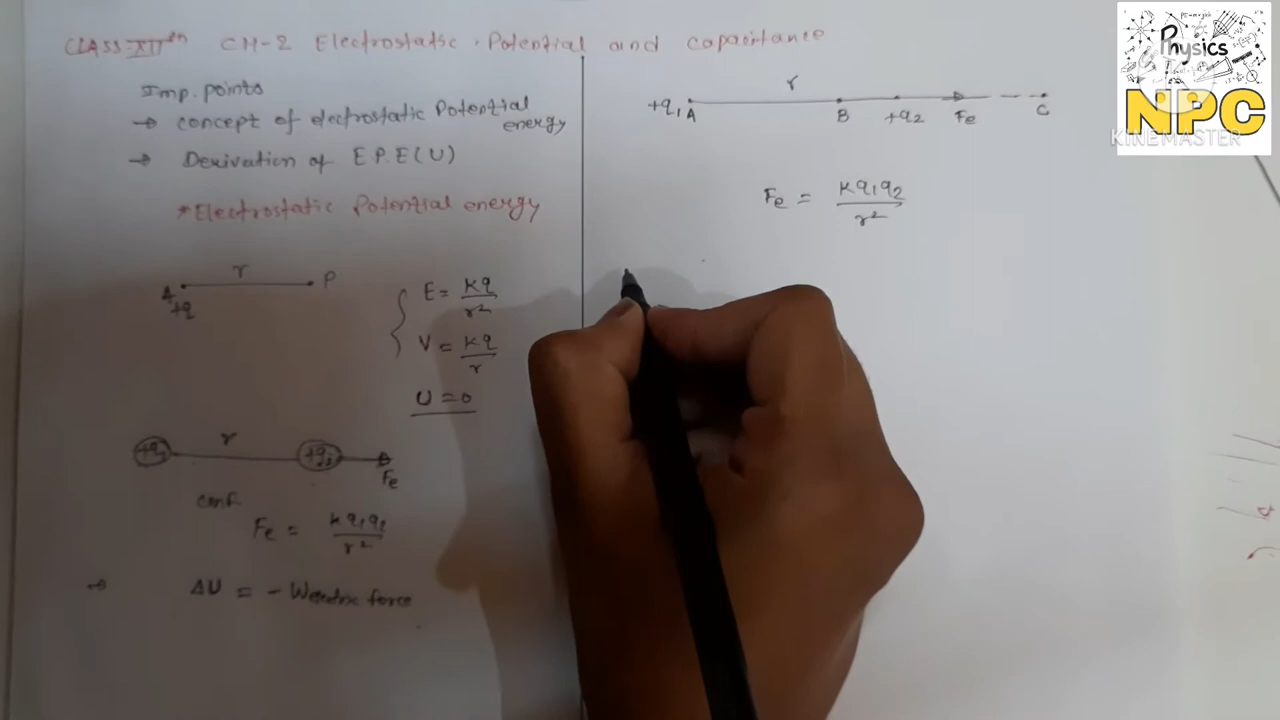 CLASS-XIIth CH-2 Electrostatic Potential and capacitance
Imp. points
→ concept of electrostatic Potential energy
→ Derivation of E P.E (U)
*Electrostatic Potential energy
r
A P
+q
E = Kq/r²
V = Kq/r
U = 0
+q1 r +q2
Fe
conf.
Fe = Kq1q2/r²
→ ΔU = - Welectric force
r
+q1 A B +q2 Fe C
Fe = Kq1q2/r²
Physics
NPC
KINEMASTER